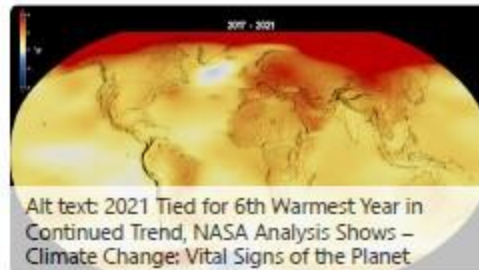 2017 - 2021
Alt text: 2021 Tied for 6th Warmest Year in
Continued Trend, NASA Analysis Shows –
Climate Change: Vital Signs of the Planet